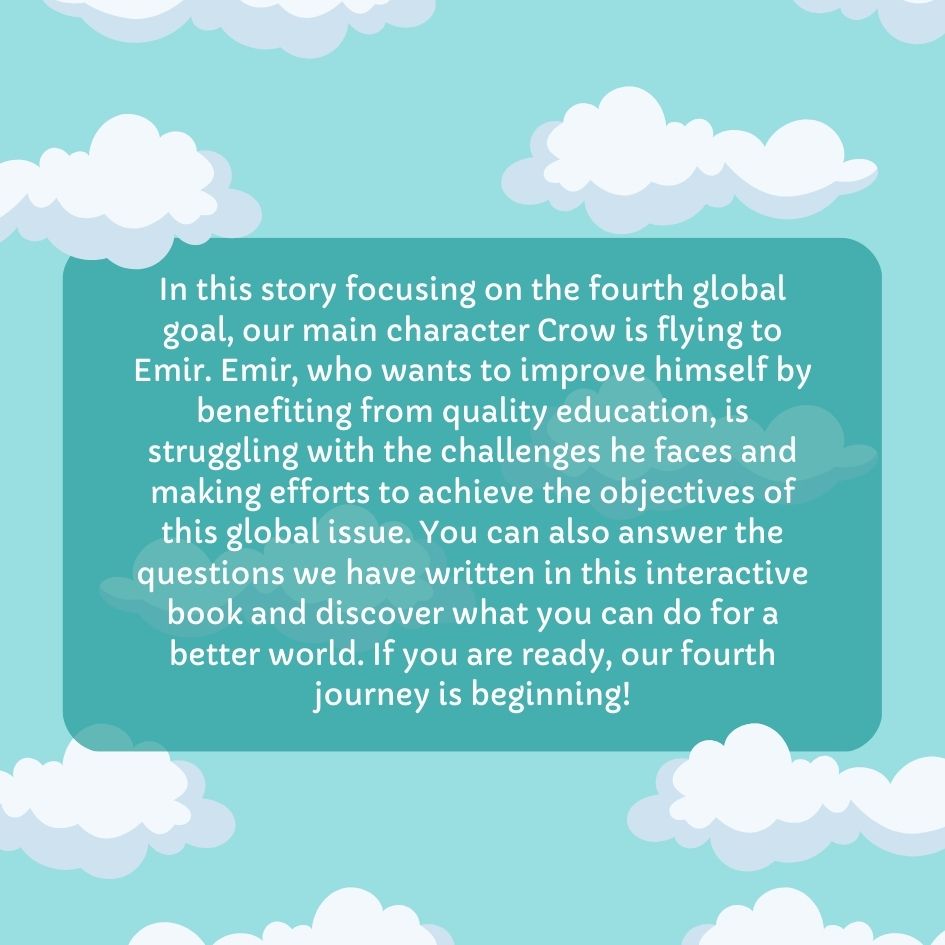 In this story focusing on the fourth global
goal, our main character Crow is flying to
Emir. Emir, who wants to improve himself by
benefiting from quality education, is
struggling with the challenges he faces and
making efforts to achieve the objectives of
this global issue. You can also answer the
questions we have written in this interactive
book and discover what you can do for a
better world. If you are ready, our fourth
journey is beginning!